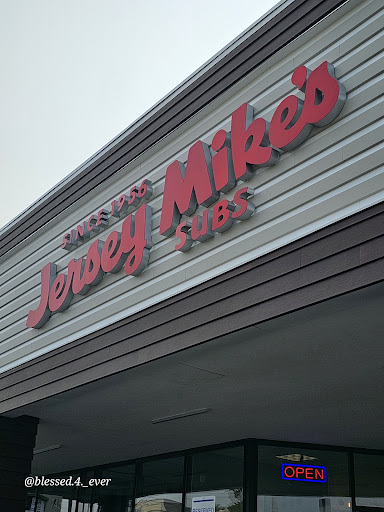 SINCE 1956
Jersey Mike's
SUBS
OPEN
@blessed.4._ever